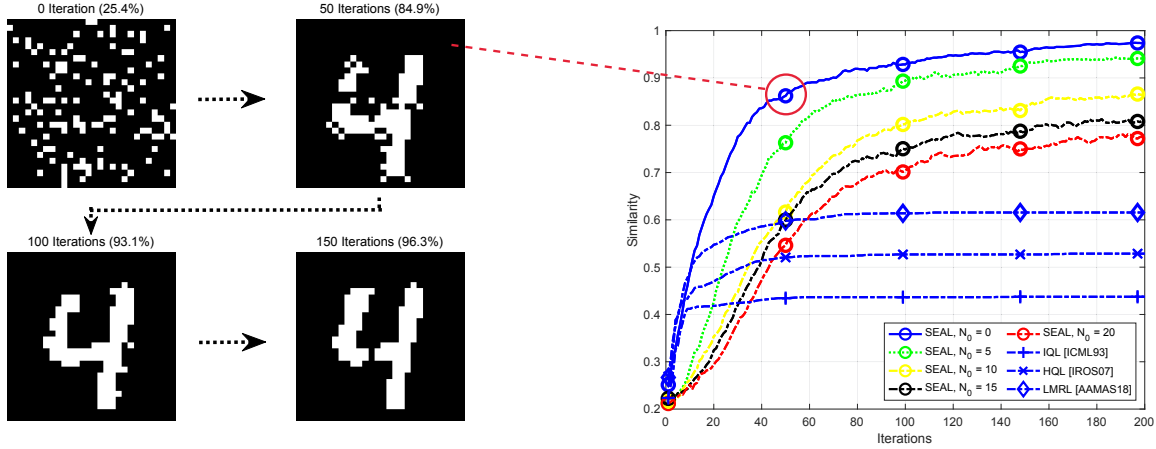 0 Iteration (25.4%)
50 Iterations (84.9%)
100 Iterations (93.1%)
150 Iterations (96.3%)
1
0.9
0.8
0.7
0.6
0.5
0.4
0.3
0.2
Similarity
0 20 40 60 80 100 120 140 160 180 200
Iterations
SEAL, N0 = 0
SEAL, N0 = 5
SEAL, N0 = 10
SEAL, N0 = 15
SEAL, N0 = 20
IQL [ICML93]
HQL [IROS07]
LMRL [AAMAS18]